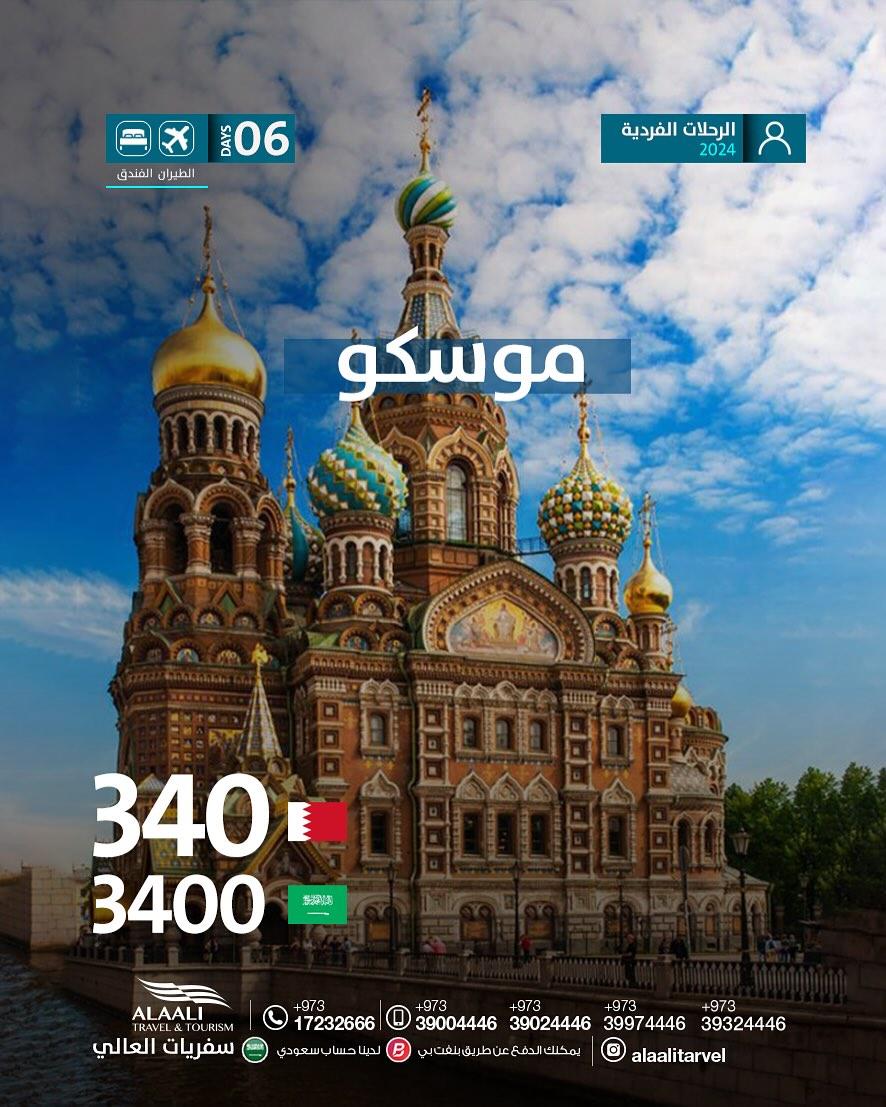 الرحلات الفردية
2024
DAYS
06
الطيران الفندق
موسكو
340
3400
ALAALI
TRAVEL & TOURISM
سفريات العالي
+973
17232666
+973
39004446
+973
39024446
+973
39974446
+973
39324446
لدينا حساب سعودي
يمكنك الدفع عن طريق بنفت بي
alaalitarvel